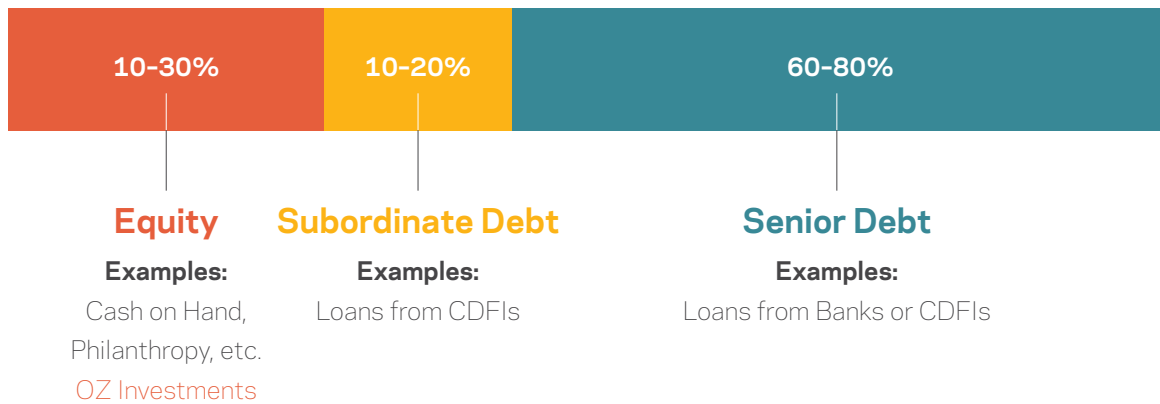 10-30%
10-20%
60-80%
Equity
Subordinate Debt
Senior Debt
Examples:
Cash on Hand,
Philanthropy, etc.
OZ Investments
Examples:
Loans from CDFIs
Examples:
Loans from Banks or CDFIs